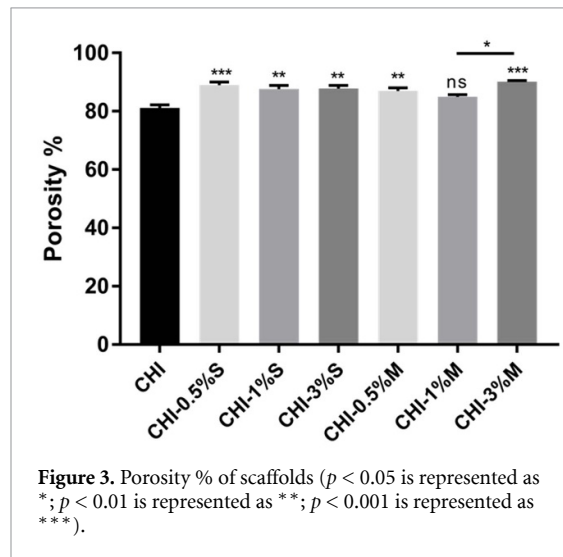 *
*** ** ** ** ns ***
100
80
60
40
20
0
Porosity %
CHI CHI-0.5%S CHI-1%S CHI-3%S CHI-0.5%M CHI-1%M CHI-3%M
Figure 3. Porosity % of scaffolds (p < 0.05 is represented as
*; p < 0.01 is represented as **; p < 0.001 is represented as
***).